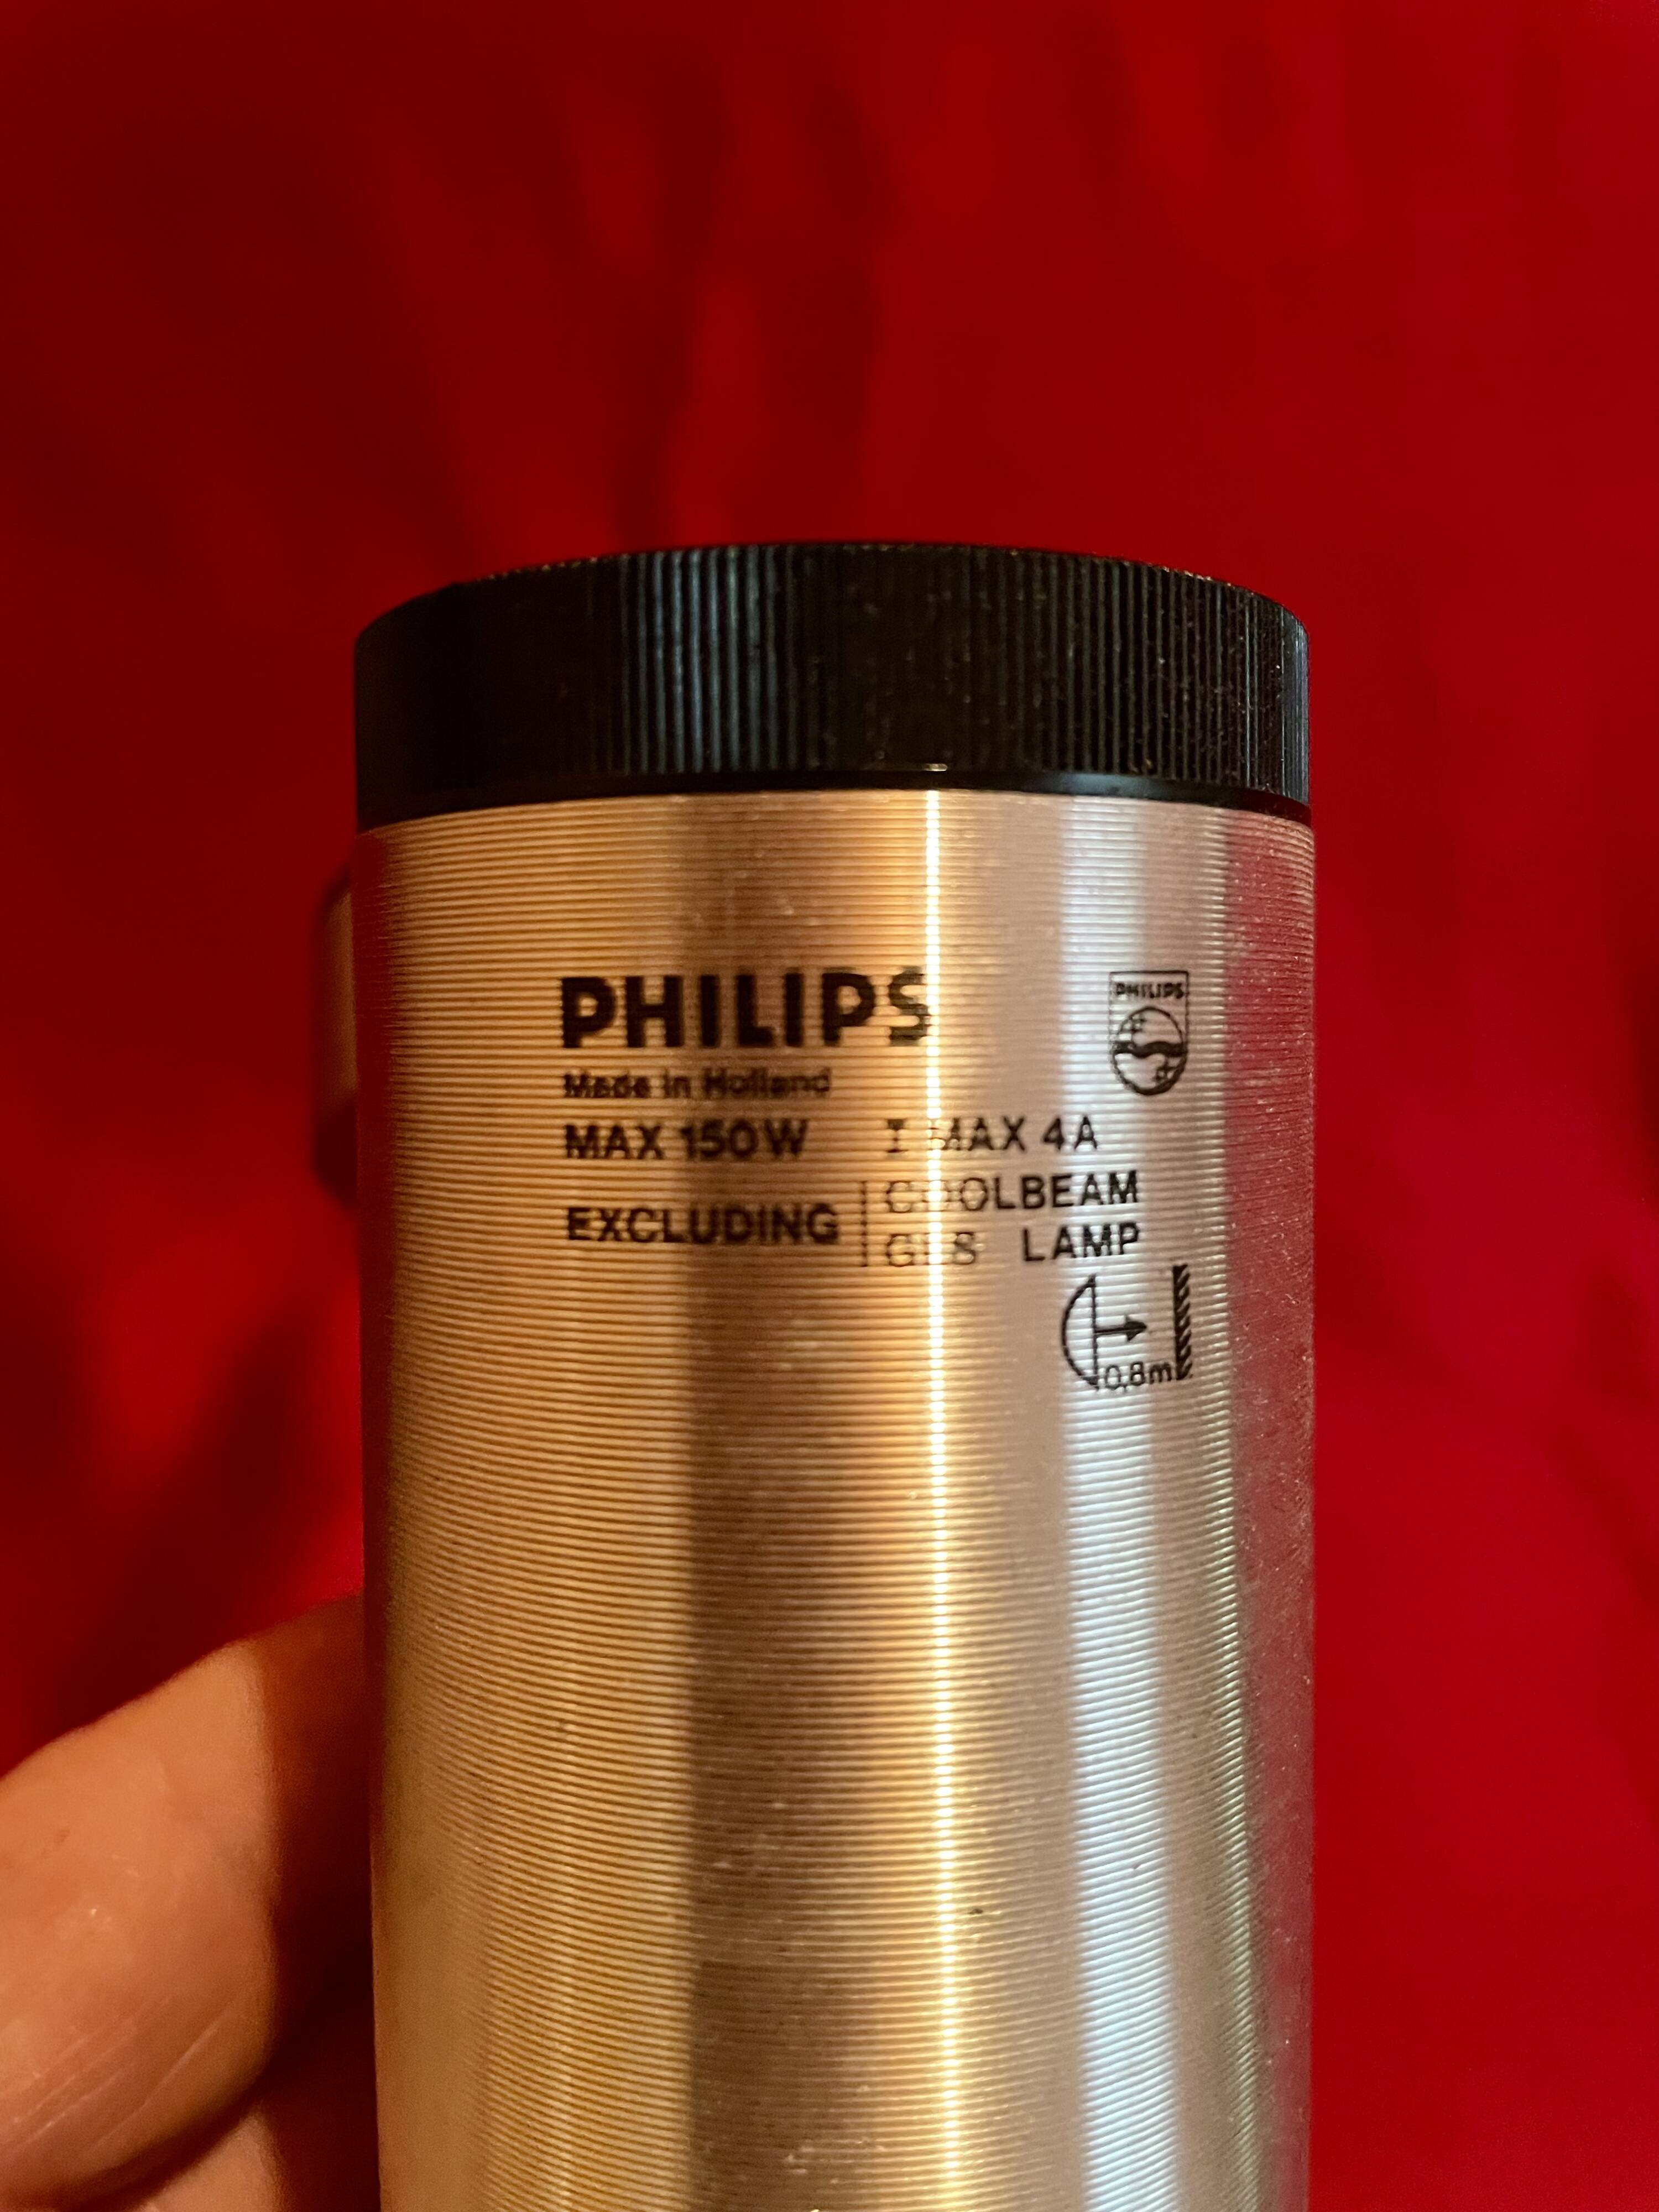 PHILIPS
PHILIPS
Made in Holland
MAX 150W I MAX 4A
EXCLUDING COOLBEAM
GLS LAMP
0,8m